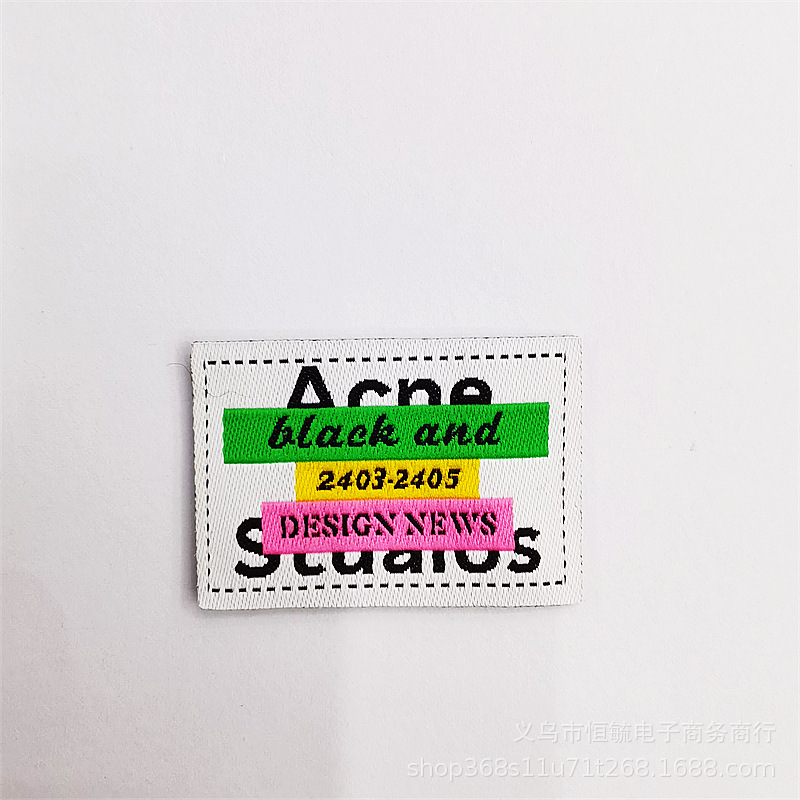 Acne
black and
2403-2405
DESIGN NEWS
Studios
义乌市恒毓电子商务商行
shop368s11u71t268.1688.com